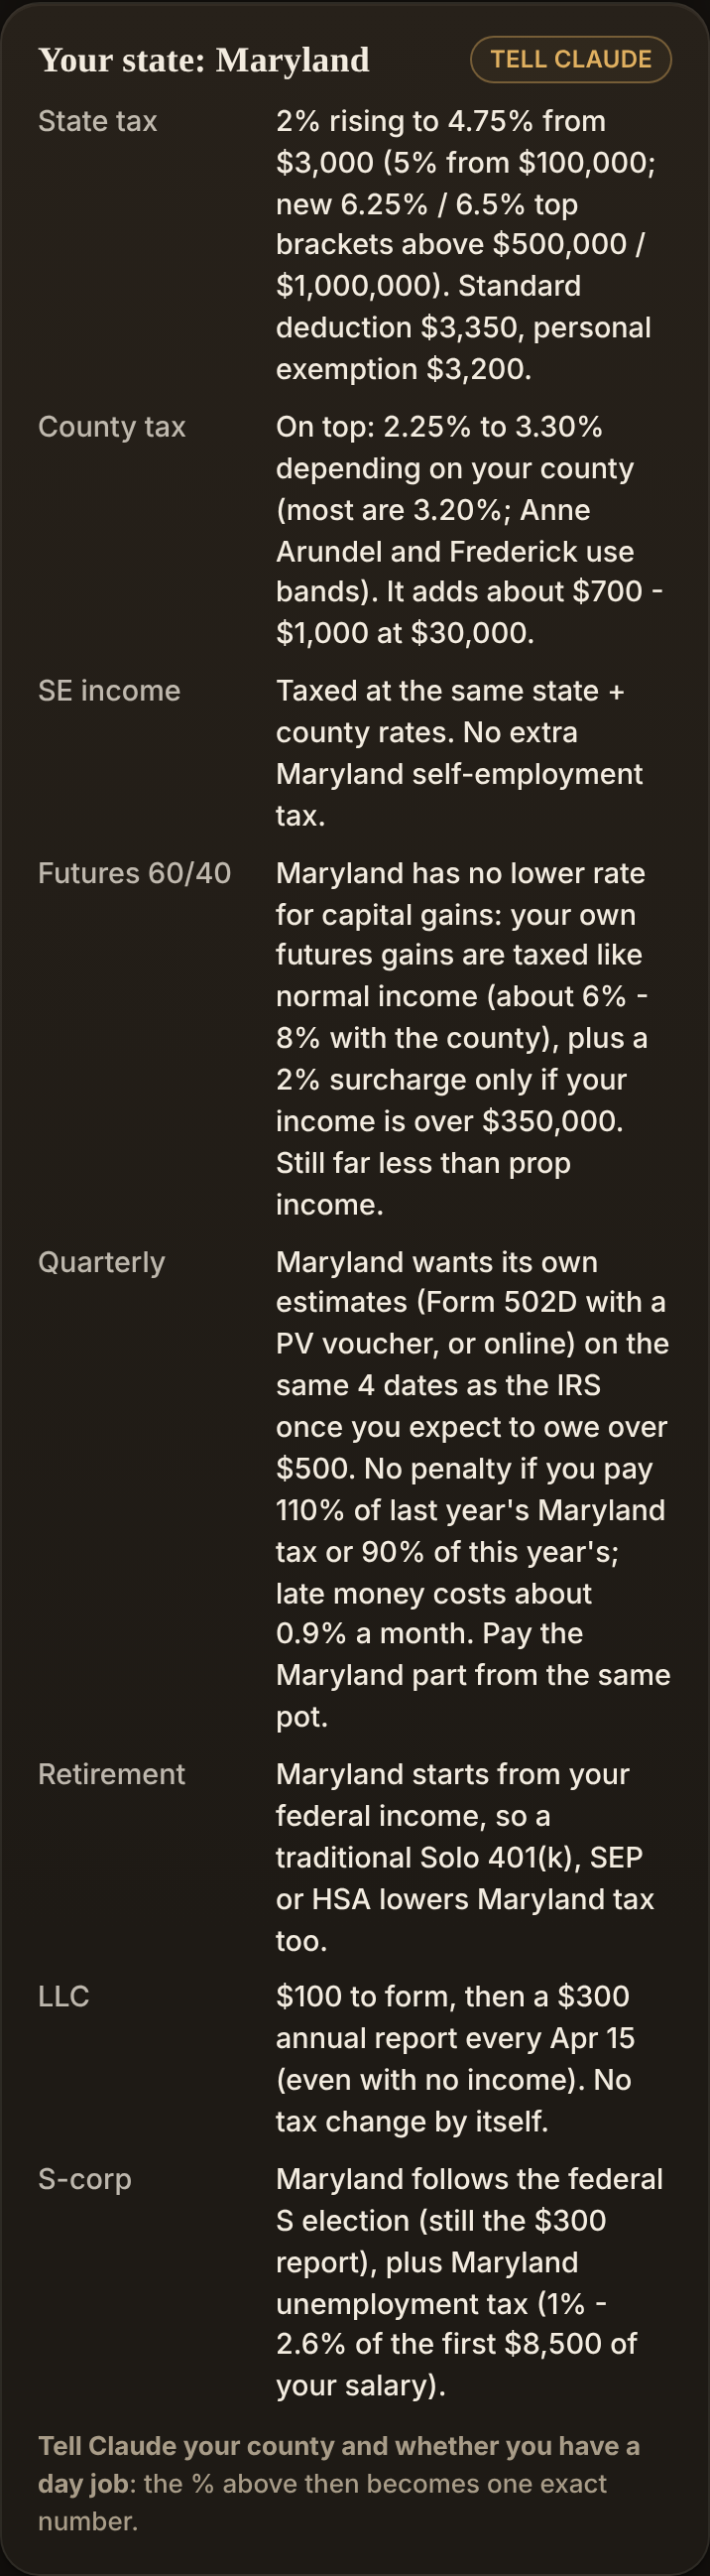 Your state: Maryland
TELL CLAUDE
State tax
2% rising to 4.75% from
$3,000 (5% from $100,000;
new 6.25% / 6.5% top
brackets above $500,000 /
$1,000,000). Standard
deduction $3,350, personal
exemption $3,200.
County tax
On top: 2.25% to 3.30%
depending on your county
(most are 3.20%; Anne
Arundel and Frederick use
bands). It adds about $700 -
$1,000 at $30,000.
SE income
Taxed at the same state +
county rates. No extra
Maryland self-employment
tax.
Futures 60/40
Maryland has no lower rate
for capital gains: your own
futures gains are taxed like
normal income (about 6% -
8% with the county), plus a
2% surcharge only if your
income is over $350,000.
Still far less than prop
income.
Quarterly
Maryland wants its own
estimates (Form 502D with a
PV voucher, or online) on the
same 4 dates as the IRS
once you expect to owe over
$500. No penalty if you pay
110% of last year's Maryland
tax or 90% of this year's;
late money costs about
0.9% a month. Pay the
Maryland part from the same
pot.
Retirement
Maryland starts from your
federal income, so a
traditional Solo 401(k), SEP
or HSA lowers Maryland tax
too.
LLC
$100 to form, then a $300
annual report every Apr 15
(even with no income). No
tax change by itself.
S-corp
Maryland follows the federal
S election (still the $300
report), plus Maryland
unemployment tax (1% -
2.6% of the first $8,500 of
your salary).
Tell Claude your county and whether you have a
day job: the % above then becomes one exact
number.